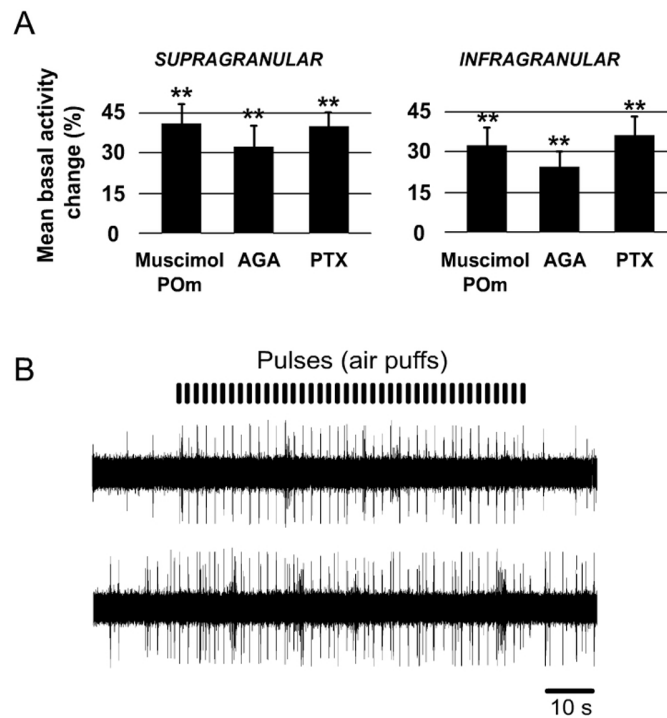 A
SUPRAGRANULAR
INFRAGRANULAR
Mean basal activity
change (%)
45
30
15
0
**
**
**
Muscimol
POm
AGA
PTX
45
30
15
0
**
**
**
Muscimol
POm
AGA
PTX
B
Pulses (air puffs)
10 s